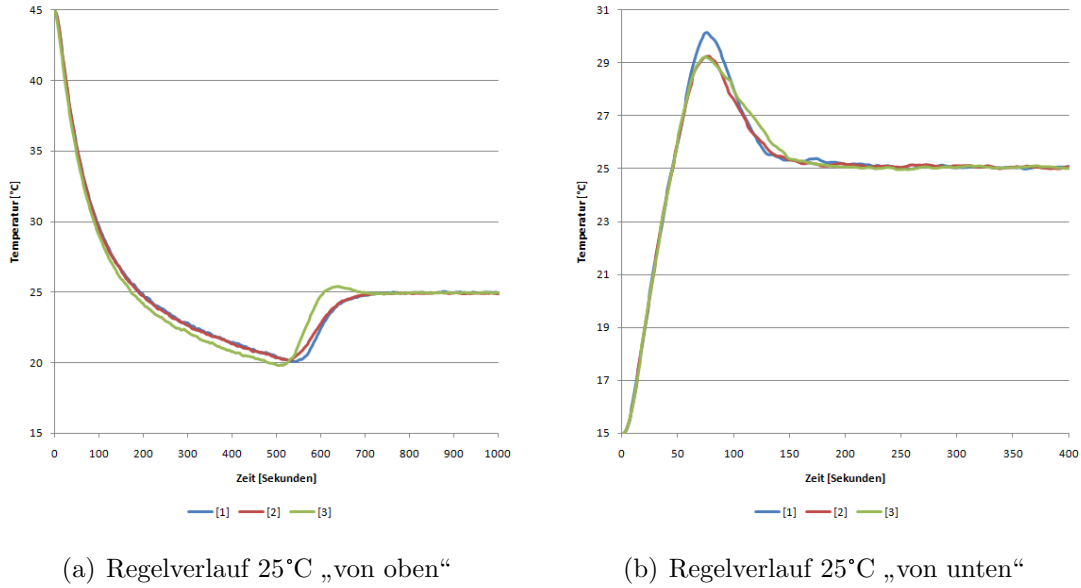 45
40
35
30
25
20
15
Temperatur [°C]
0 100 200 300 400 500 600 700 800 900 1000
Zeit [Sekunden]
[1] [2] [3]
(a) Regelverlauf 25°C „von oben“
31
29
27
25
23
21
19
17
15
Temperatur [°C]
0 50 100 150 200 250 300 350 400
Zeit [Sekunden]
[1] [2] [3]
(b) Regelverlauf 25°C „von unten“